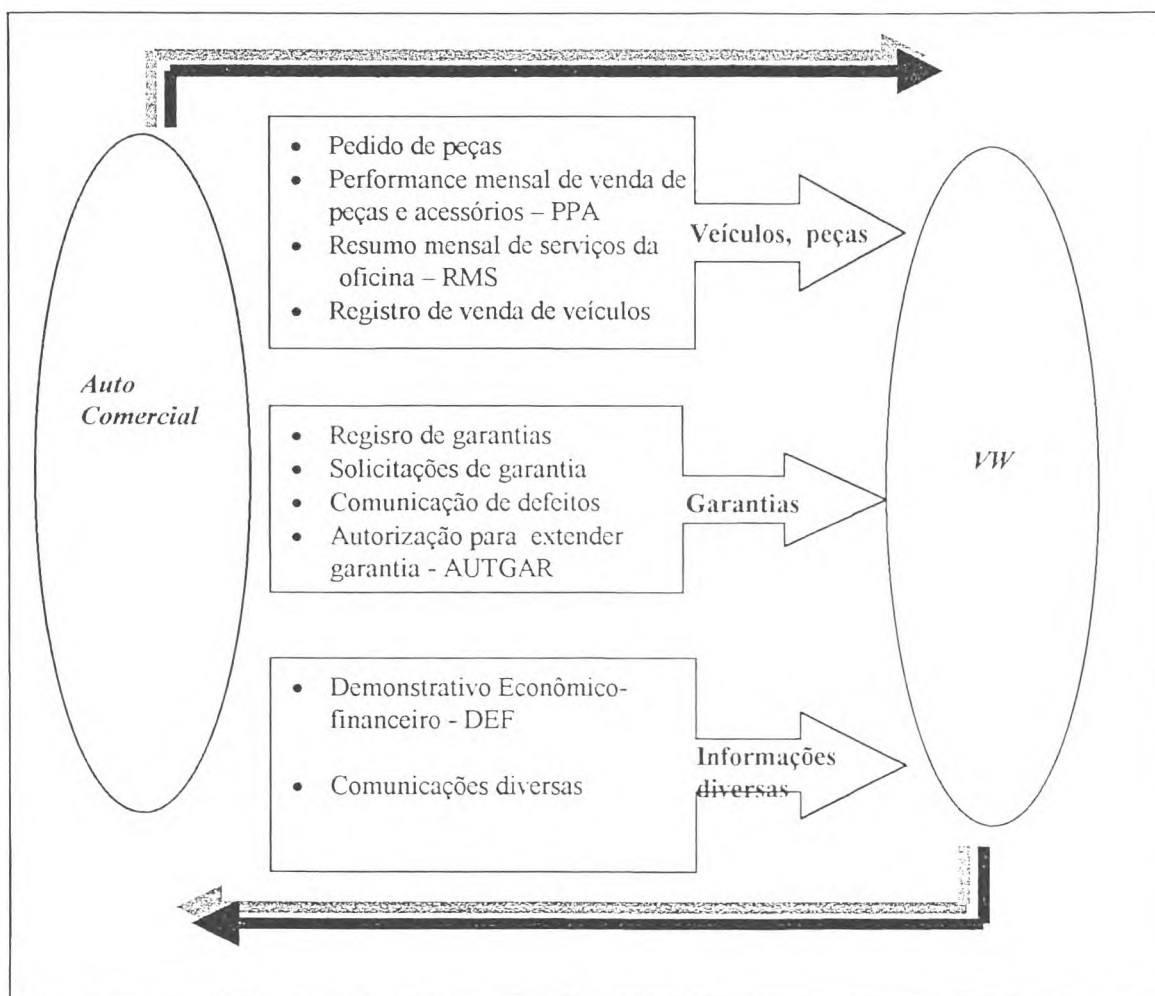 • Pedido de peças
• Performance mensal de venda de
peças e acessórios – PPA
• Resumo mensal de serviços da
oficina – RMS
• Registro de venda de veículos
Veículos, peças
Auto
Comercial
• Regisro de garantias
• Solicitações de garantia
• Comunicação de defeitos
• Autorização para extender
garantia - AUTGAR
Garantias
VW
• Demonstrativo Econômico-
financeiro - DEF
• Comunicações diversas
Informações
diversas